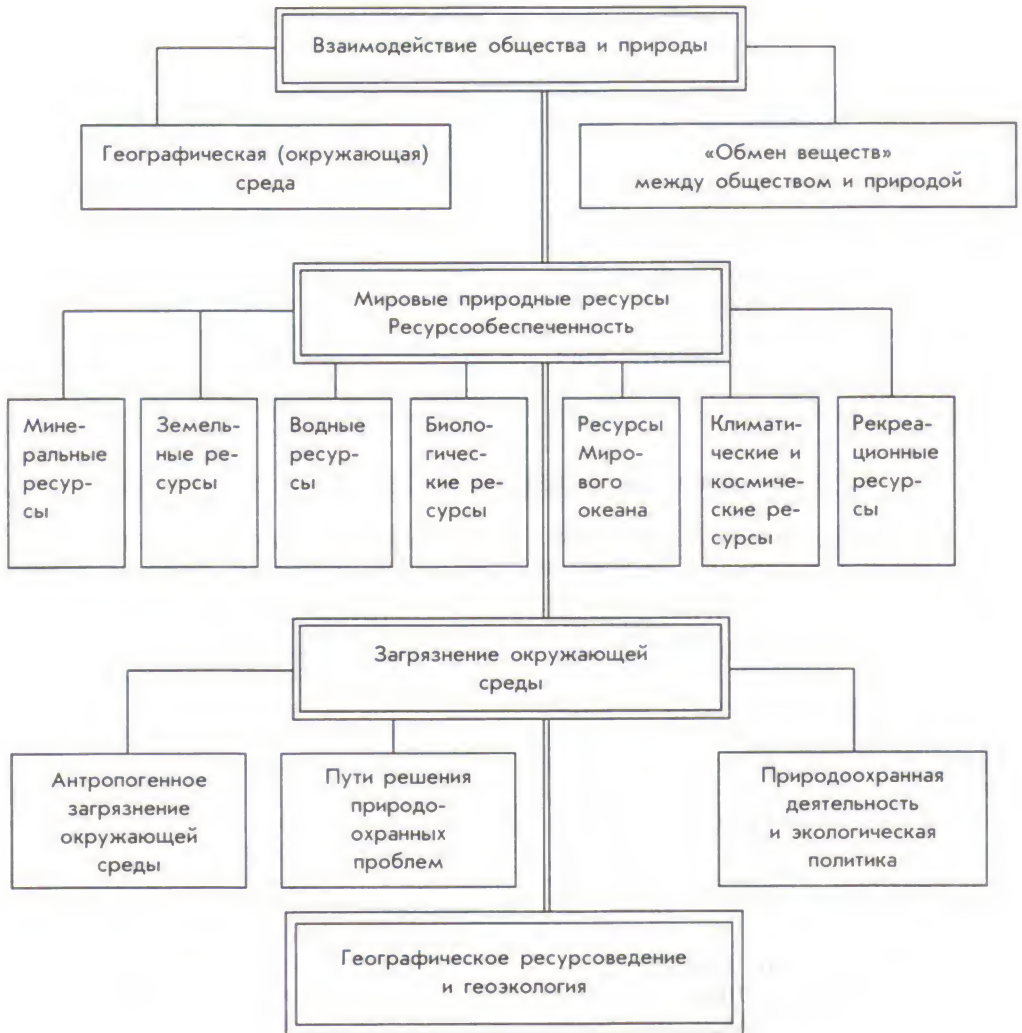 Взаимодействие общества и природы
Географическая (окружающая)
среда
«Обмен веществ»
между обществом и природой
Мировые природные ресурсы
Ресурсообеспеченность
Мине-
ральные
ресур-
сы
Земель-
ные ре-
сурсы
Водные
ресур-
сы
Биоло-
гичес-
кие ре-
сурсы
Ресурсы
Миро-
вого
океана
Климати-
ческие и
космиче-
ские ре-
сурсы
Рекреа-
ционные
ресур-
сы
Загрязнение окружающей
среды
Антропогенное
загрязнение
окружающей
среды
Пути решения
природо-
охранных
проблем
Природоохранная
деятельность
и экологическая
политика
Географическое ресурсоведение
и геоэкология